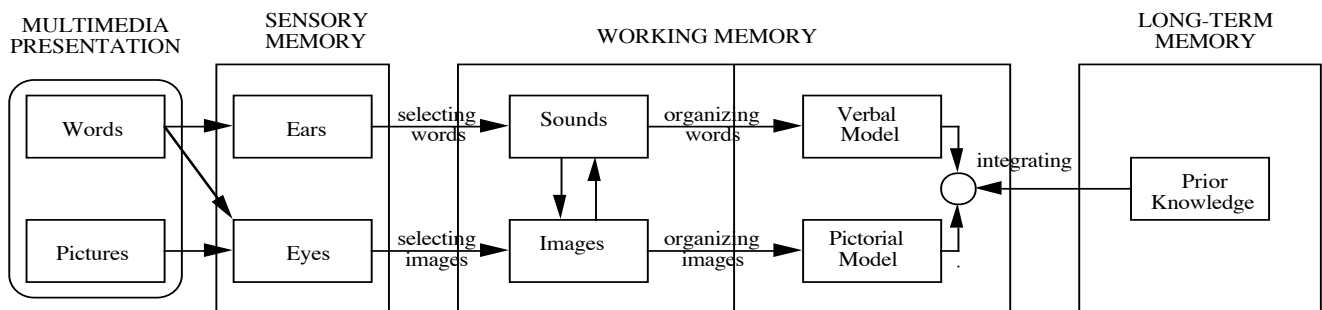 MULTIMEDIA
PRESENTATION
SENSORY
MEMORY
WORKING MEMORY
LONG-TERM
MEMORY
Words
Ears
selecting
words
Sounds
organizing
words
Verbal
Model
integrating
Prior
Knowledge
Pictures
Eyes
selecting
images
Images
organizing
images
Pictorial
Model
.